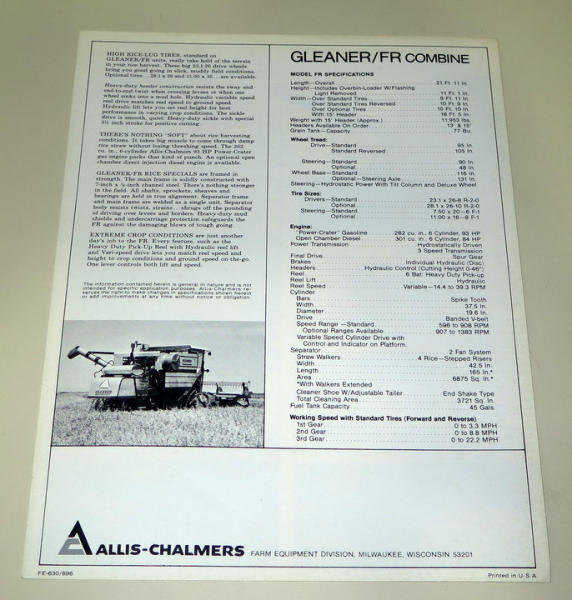 HIGH RICE-LUG TIRES, standard on
GLEANER/FR units, really take hold of the terrain
in your rice harvest. These big 23.1-26 drive wheels
bring you good going in slick, muddy field conditions.
Optional tires... 28.1 x 26 and 11.00 x 16... are available.
Heavy-duty header construction resists the sway and
end-to-end twist when crossing levees or when one
wheel sinks into a mud hole. Hydraulic variable speed
reel drive matches reel speed to ground speed.
Hydraulic lift lets you set reel height for best
performance in varying crop conditions. The sickle
drive is smooth, quiet. Heavy-duty sickle with special
1½ inch stroke for positive cutting.
THERE'S NOTHING "SOFT" about rice harvesting
conditions. It takes big muscle to come through damp
rice straw without losing threshing speed. The 262
cu. in., 6-cylinder Allis-Chalmers 93 HP Power-Crater
gas engine packs that kind of punch. An optional open
chamber direct injection diesel engine is available.
GLEANER/FR RICE SPECIALS are framed in
strength. The main frame is solidly constructed with
7-inch x ¼-inch channel steel. There's nothing stronger
in the field. All shafts, sprockets, sheaves and
bearings are held in true alignment. Separator frame
and main frame are welded as a single unit. Separator
body resists twists, strains... shrugs off the pounding
of driving over levees and borders. Heavy-duty mud
shields and undercarriage protection safeguards the
FR against the damaging blows of tough going.
EXTREME CROP CONDITIONS are just another
day's job to the FR. Every feature, such as the
Heavy Duty Pick-Up Reel with Hydraulic reel lift
and Vari-speed drive lets you match reel speed and
height to crop conditions and ground speed on-the-go.
One lever controls both lift and speed.
The information contained herein is general in nature and is not
intended for specific application purposes. Allis-Chalmers re-
serves the right to make changes in specifications shown herein
or add improvements at any time without notice or obligation.
GLEANER/FR COMBINE
MODEL FR SPECIFICATIONS
Length—Overall 21 Ft. 11 In.
Height—Includes Overbin-Loader W/Flashing
Light Removed 11 Ft. 1 In.
Width—Over Standard Tires 9 Ft. 11 In.
Over Standard Tires Reversed 10 Ft. 9 In.
Over Optional Tires 10 Ft. 10 In.
With 15' Header 16 Ft. 5 In.
Weight—with 15' Header (Approx.) 11,953 lbs.
Headers Available On Order 13' & 15'
Grain Tank—Capacity 77 Bu.
Wheel Tread:
Drive—Standard 95 In.
Standard Reversed 105 In.
Steering—Standard 90 In.
Optional 48 In.
Wheel Base—Standard 116 In.
Steering Optional Axle 131 In.
Steering—Hydrostatic Power With Tilt Column and Deluxe Wheel
Tire Sizes:
Drivers—Standard 23.1 x 26-8 R-2-0
Optional 28.1 x 26-10 R-2-0
Steering—Standard 7.50 x 20—6 F-1
Optional 11.00 x 16—8 F-1
Engine:
"Power-Crater" Gasoline 262 cu. in., 6 Cylinder, 93 HP
Open Chamber Diesel 301 cu. in., 6 Cylinder, 84 HP
Power Transmission Hydrostatically Driven
3 Speed Transmission
Final Drive Spur Gear
Brakes Individual Hydraulic (Disc)
Headers Hydraulic Control (Cutting Height 0-46")
Reel 6 Bat: Heavy Duty Pick-up
Reel Lift Hydraulic
Reel Speed Variable—14.4 to 39.3 RPM
Cylinder
Bars Spike Tooth
Width 37.5 In.
Diameter 19.6 In.
Drive Banded V-belt
Speed Range—Standard 596 to 908 RPM
Optional Ranges Available 907 to 1383 RPM
Variable Speed Cylinder Drive with
Control and Indicator on Platform.
Separator 2 Fan System
Straw Walkers 4 Rice—Stepped Risers
Width 42.5 In.
Length 165 In.*
Area 6875 Sq. In.*
*With Walkers Extended
Cleaner Shoe W/Adjustable Tailer End Shake Type
Total Cleaning Area 3721 Sq. In.
Fuel Tank Capacity 45 Gals.
Working Speed with Standard Tires (Forward and Reverse)
1st Gear 0 to 3.3 MPH
2nd Gear 0 to 8.8 MPH
3rd Gear 0 to 22.2 MPH
ALLIS-CHALMERS FARM EQUIPMENT DIVISION, MILWAUKEE, WISCONSIN 53201
FE-630/696
Printed in U.S.A.